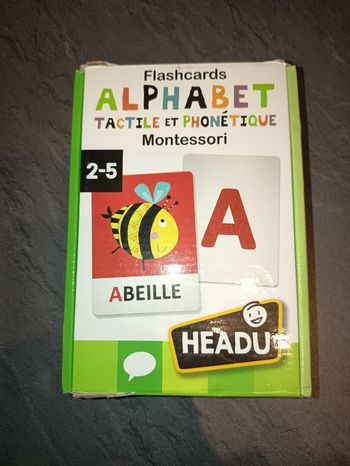 Flashcards
ALPHABET
TACTILE ET PHONÉTIQUE
Montessori
2-5
A
ABEILLE
HEADU